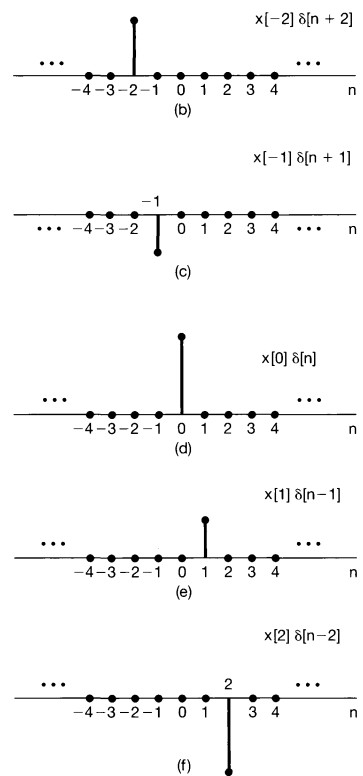 x[-2] δ[n + 2]
••• •••
-4 -3 -2 -1 0 1 2 3 4 n
(b)
x[-1] δ[n + 1]
-1
••• -4 -3 -2 0 1 2 3 4 ••• n
(c)
x[0] δ[n]
••• •••
-4 -3 -2 -1 0 1 2 3 4 n
(d)
x[1] δ[n-1]
••• •••
-4 -3 -2 -1 0 1 2 3 4 n
(e)
x[2] δ[n-2]
••• 2 •••
-4 -3 -2 -1 0 1 3 4 n
(f)